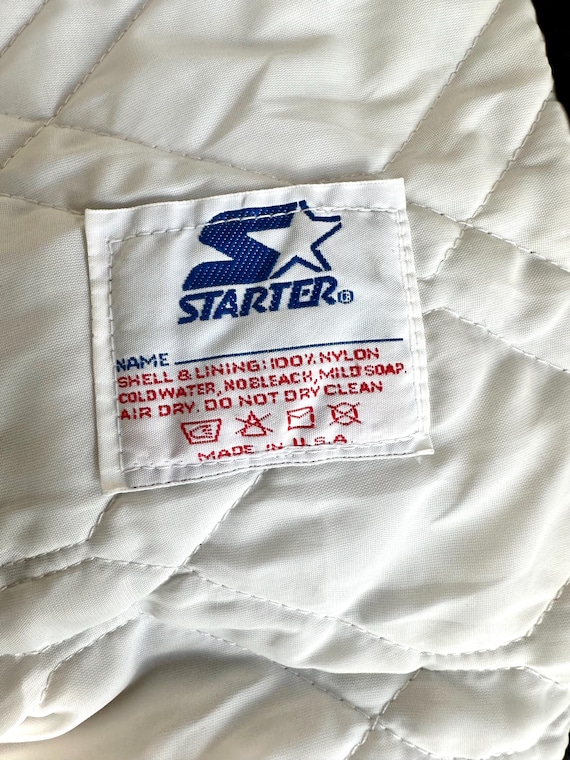 STARTER®
NAME
SHELL & LINING: 100% NYLON
COLD WATER, NO BLEACH, MILD SOAP.
AIR DRY. DO NOT DRY CLEAN
MADE IN U.S.A